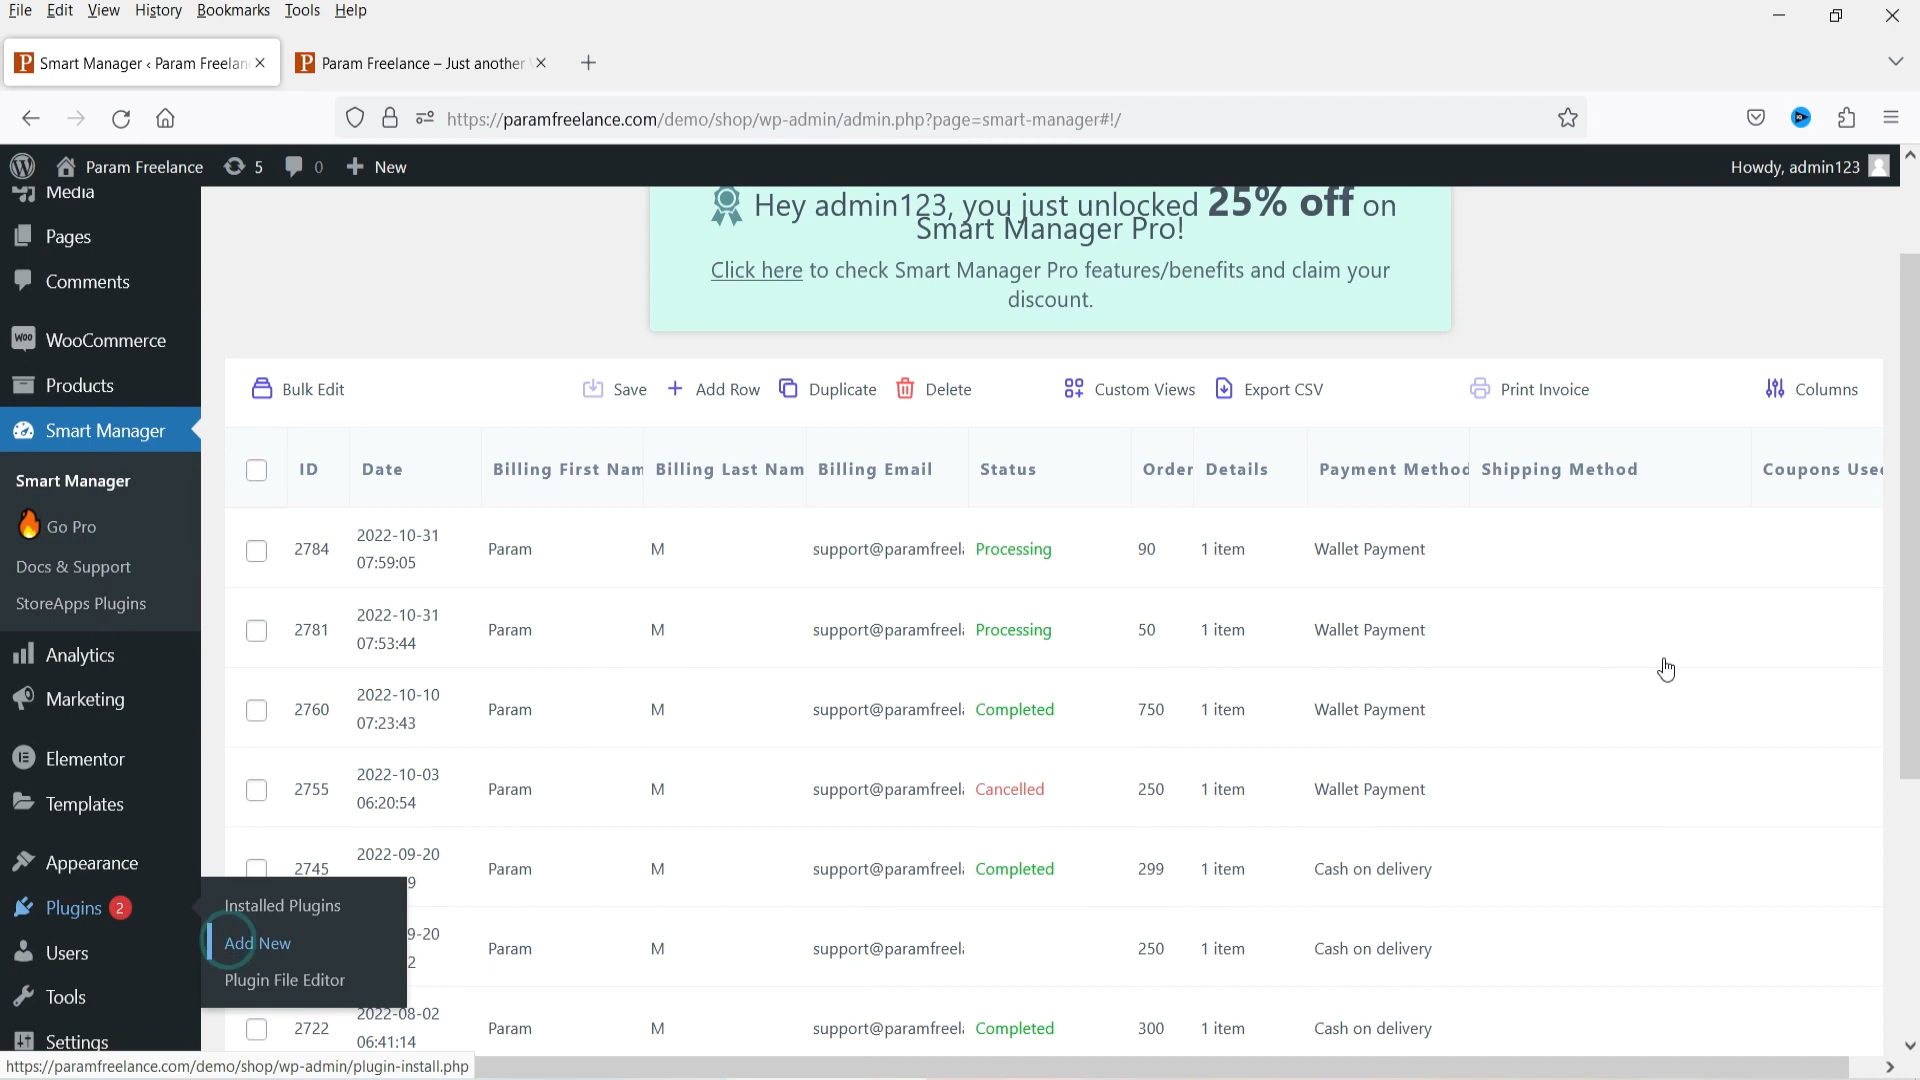 File Edit View History Bookmarks Tools Help
Smart Manager ‹ Param Freelan
Param Freelance – Just another
https://paramfreelance.com/demo/shop/wp-admin/admin.php?page=smart-manager#!/
Param Freelance 5 0 New
Howdy, admin123
Media
Pages
Comments
WooCommerce
Products
Smart Manager
Smart Manager
Go Pro
Docs & Support
StoreApps Plugins
Analytics
Marketing
Elementor
Templates
Appearance
Plugins 2
Users
Tools
Settings
Installed Plugins
Add New
Plugin File Editor
Hey admin123, you just unlocked 25% off on
Smart Manager Pro!
Click here to check Smart Manager Pro features/benefits and claim your
discount.
Bulk Edit Save Add Row Duplicate Delete Custom Views Export CSV Print Invoice Columns
ID Date Billing First Nam Billing Last Nam Billing Email Status Order Details Payment Method Shipping Method Coupons Used
2784 2022-10-31 07:59:05 Param M support@paramfreel Processing 90 1 item Wallet Payment
2781 2022-10-31 07:53:44 Param M support@paramfreel Processing 50 1 item Wallet Payment
2760 2022-10-10 07:23:43 Param M support@paramfreel Completed 750 1 item Wallet Payment
2755 2022-10-03 06:20:54 Param M support@paramfreel Cancelled 250 1 item Wallet Payment
2745 2022-09-20 9 Param M support@paramfreel Completed 299 1 item Cash on delivery
9-20 2 Param M support@paramfreel 250 1 item Cash on delivery
2722 2022-08-02 06:41:14 Param M support@paramfreel Completed 300 1 item Cash on delivery
https://paramfreelance.com/demo/shop/wp-admin/plugin-install.php